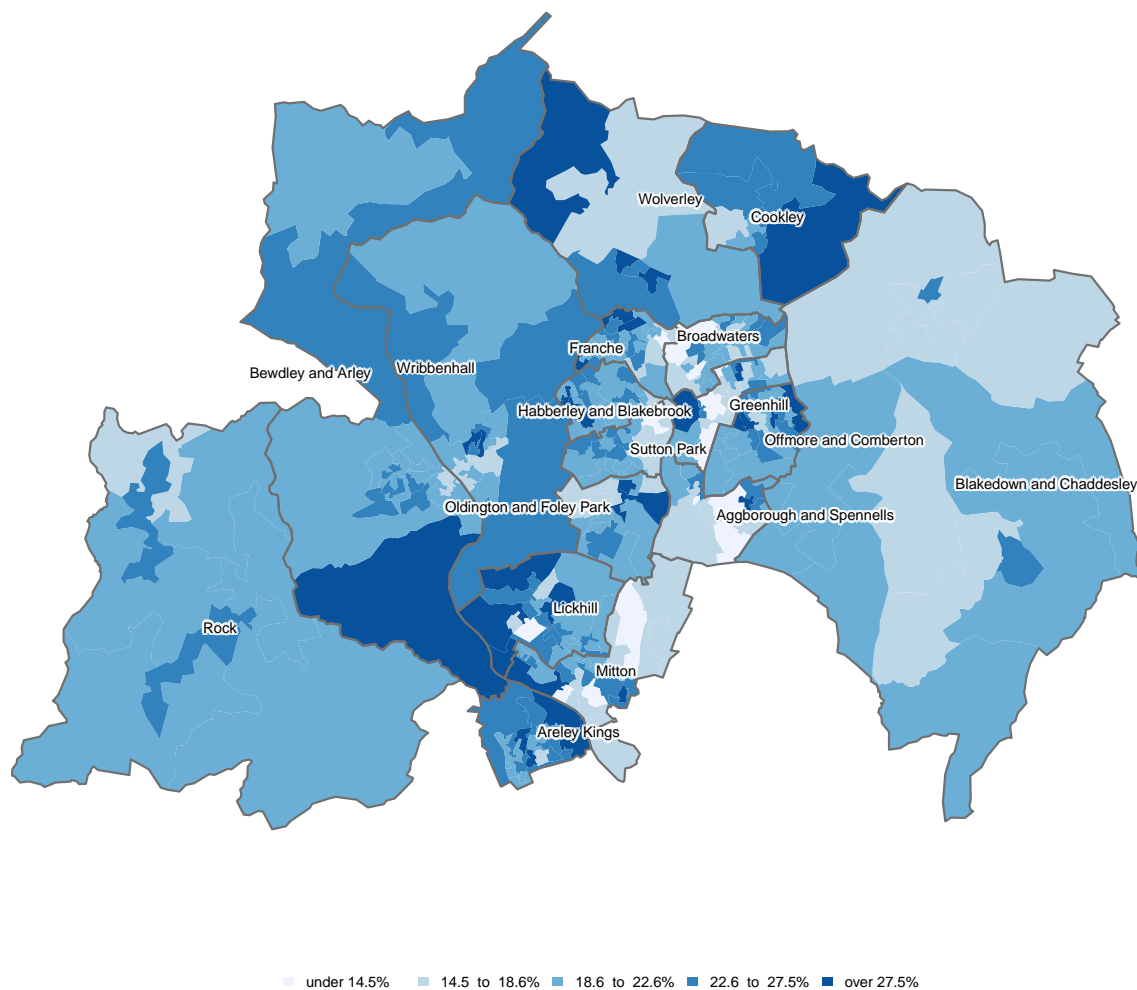 Wolverley
Cookley
Broadwaters
Franche
Wribbenhall
Bewdley and Arley
Greenhill
Habberley and Blakebrook
Offmore and Comberton
Sutton Park
Blakedown and Chaddesley
Oldington and Foley Park
Aggborough and Spennells
Lickhill
Rock
Mitton
Areley Kings
under 14.5% 14.5 to 18.6% 18.6 to 22.6% 22.6 to 27.5% over 27.5%